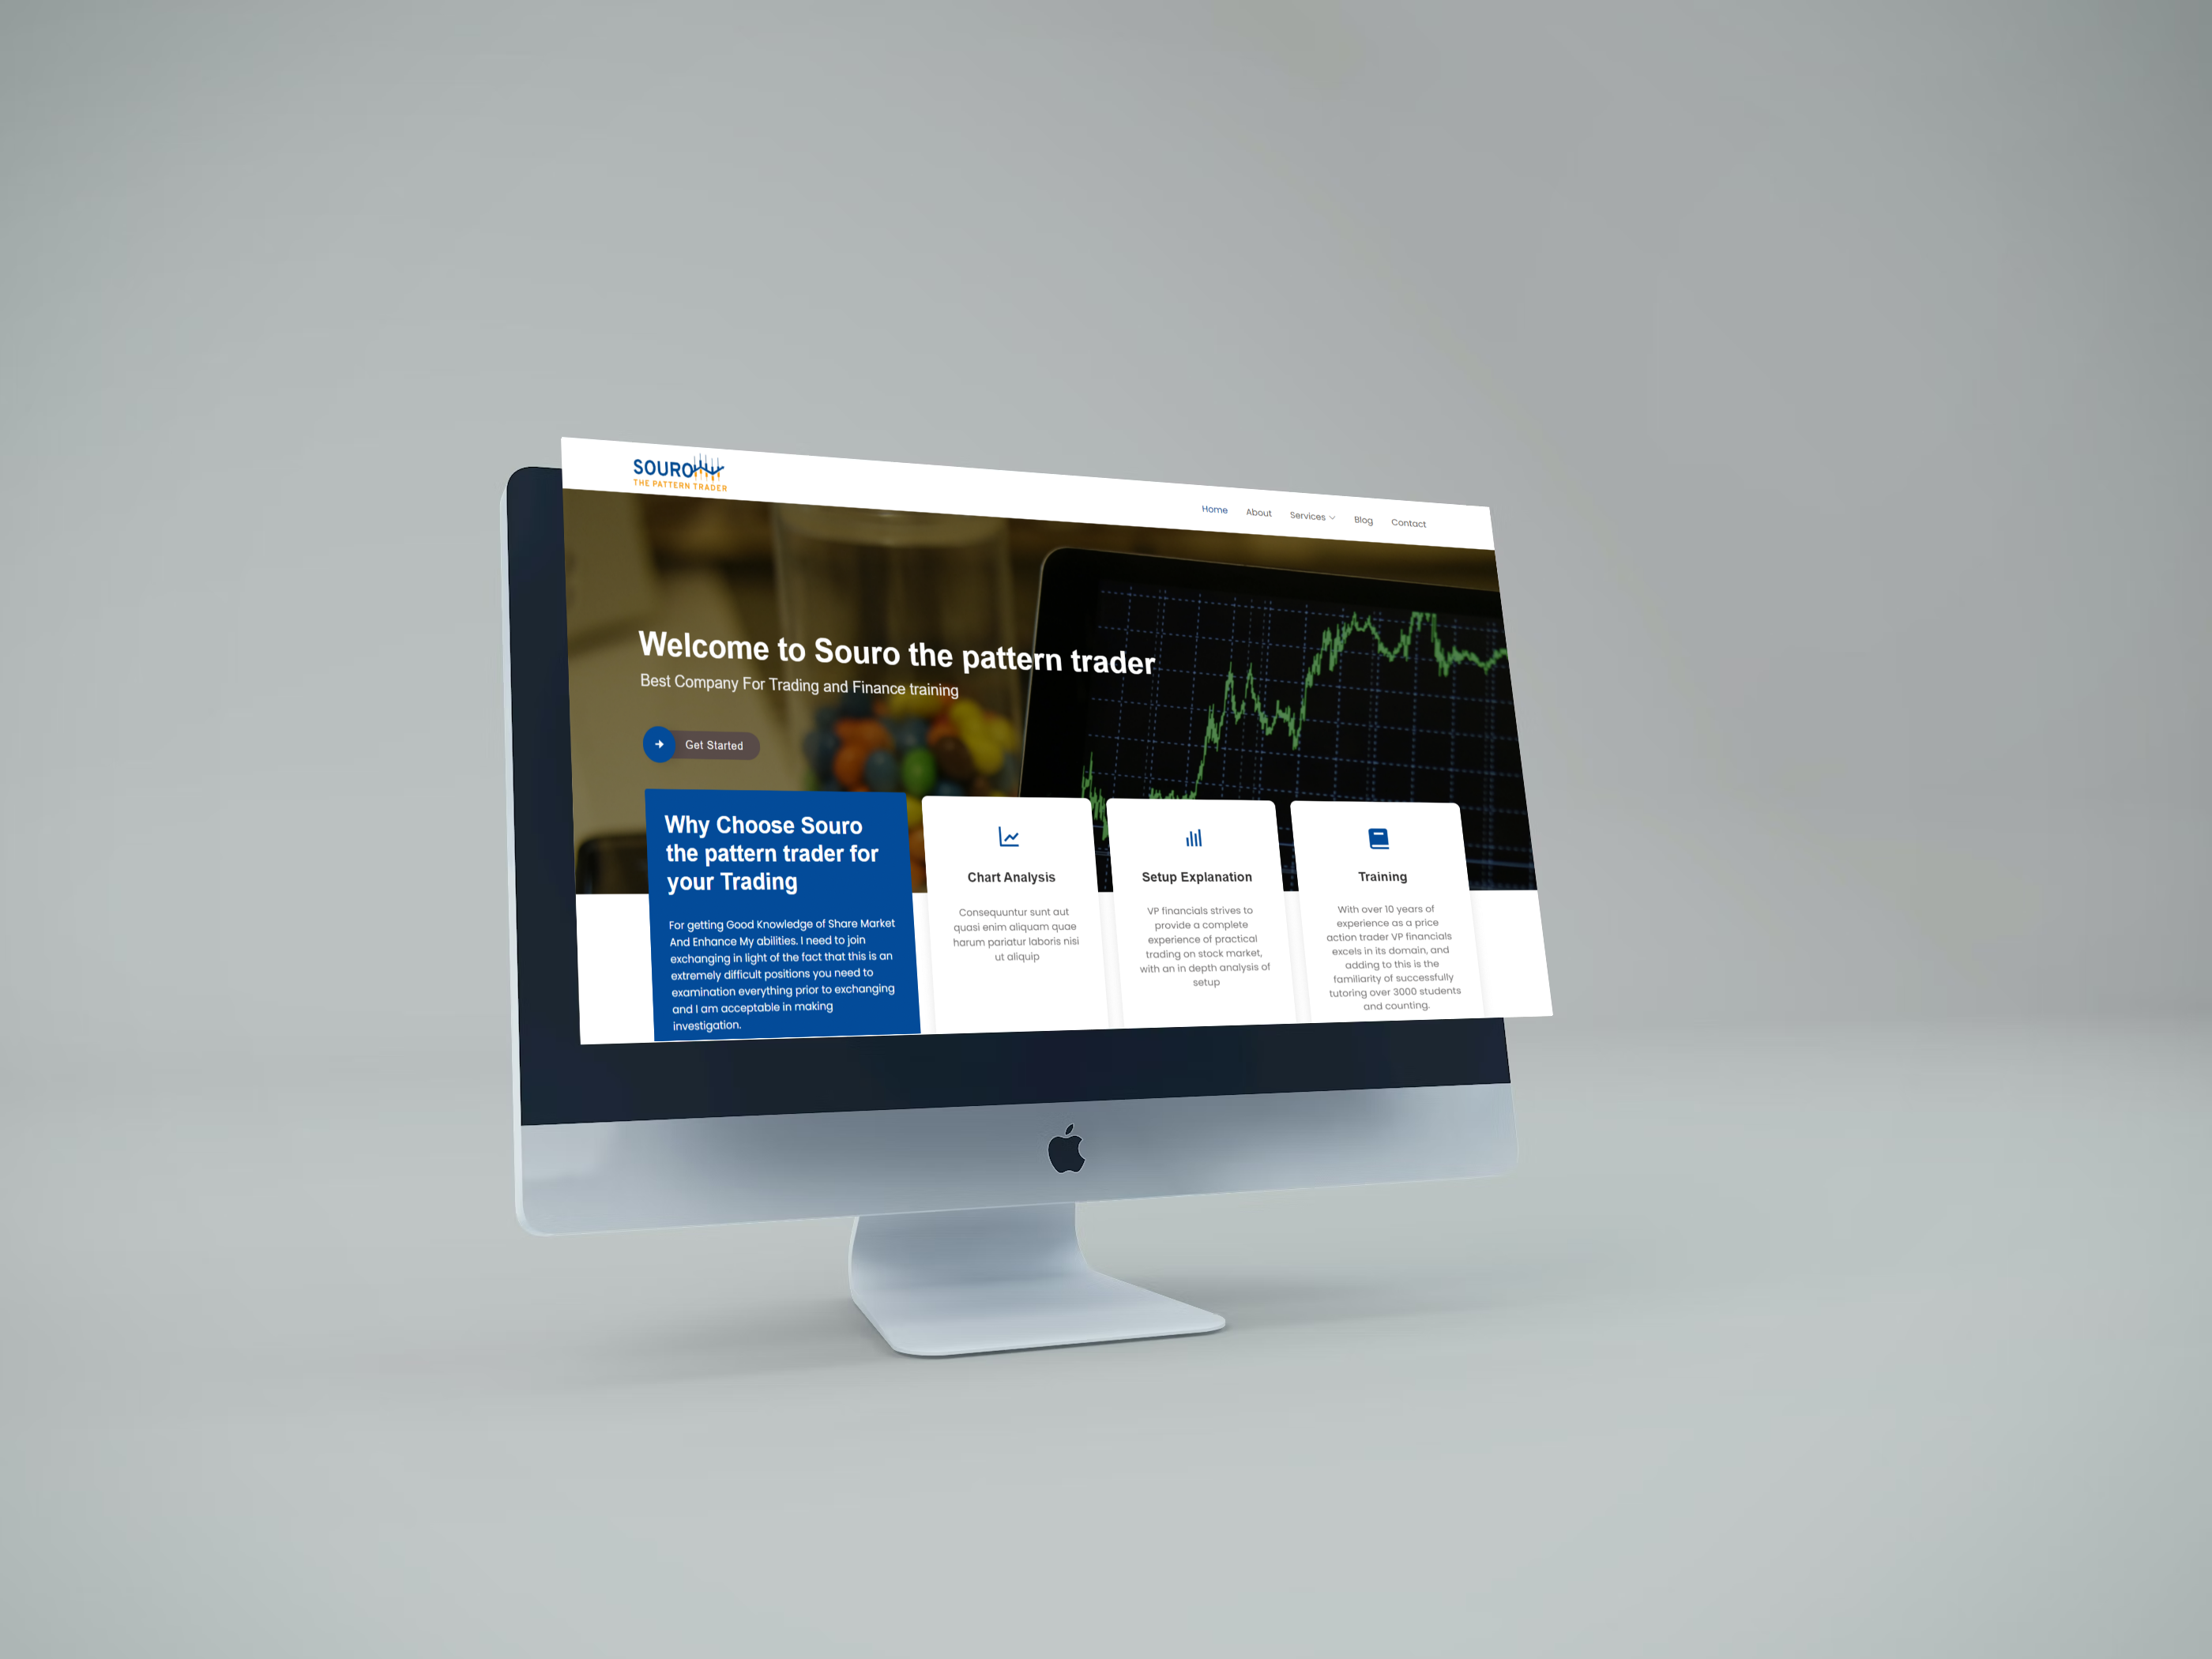 SOURO
THE PATTERN TRADER
Home About Services Blog Contact
Welcome to Souro the pattern trader
Best Company For Trading and Finance training
Get Started
Why Choose Souro
the pattern trader for
your Trading
For getting Good Knowledge of Share Market
And Enhance My abilities. I need to join
exchanging in light of the fact that this is an
extremely difficult positions you need to
examination everything prior to exchanging
and I am acceptable in making
investigation.
Chart Analysis
Consequuntur sunt aut
quasi enim aliquam quae
harum pariatur laboris nisi
ut aliquip
Setup Explanation
VP financials strives to
provide a complete
experience of practical
trading on stock market,
with an in depth analysis of
setup
Training
With over 10 years of
experience as a price
action trader VP financials
excels in its domain, and
adding to this is the
familiarity of successfully
tutoring over 3000 students
and counting.